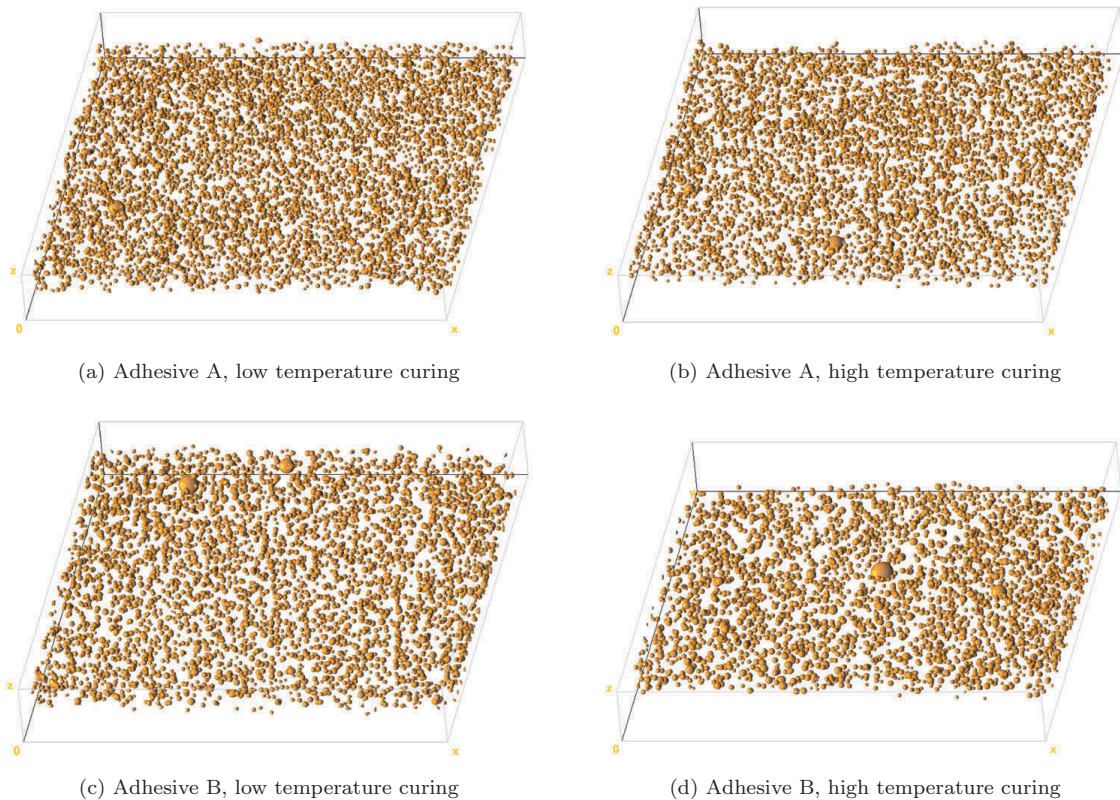 z
0
x
z
0
x
(a) Adhesive A, low temperature curing
(b) Adhesive A, high temperature curing
z
0
x
y
z
0
x
(c) Adhesive B, low temperature curing
(d) Adhesive B, high temperature curing